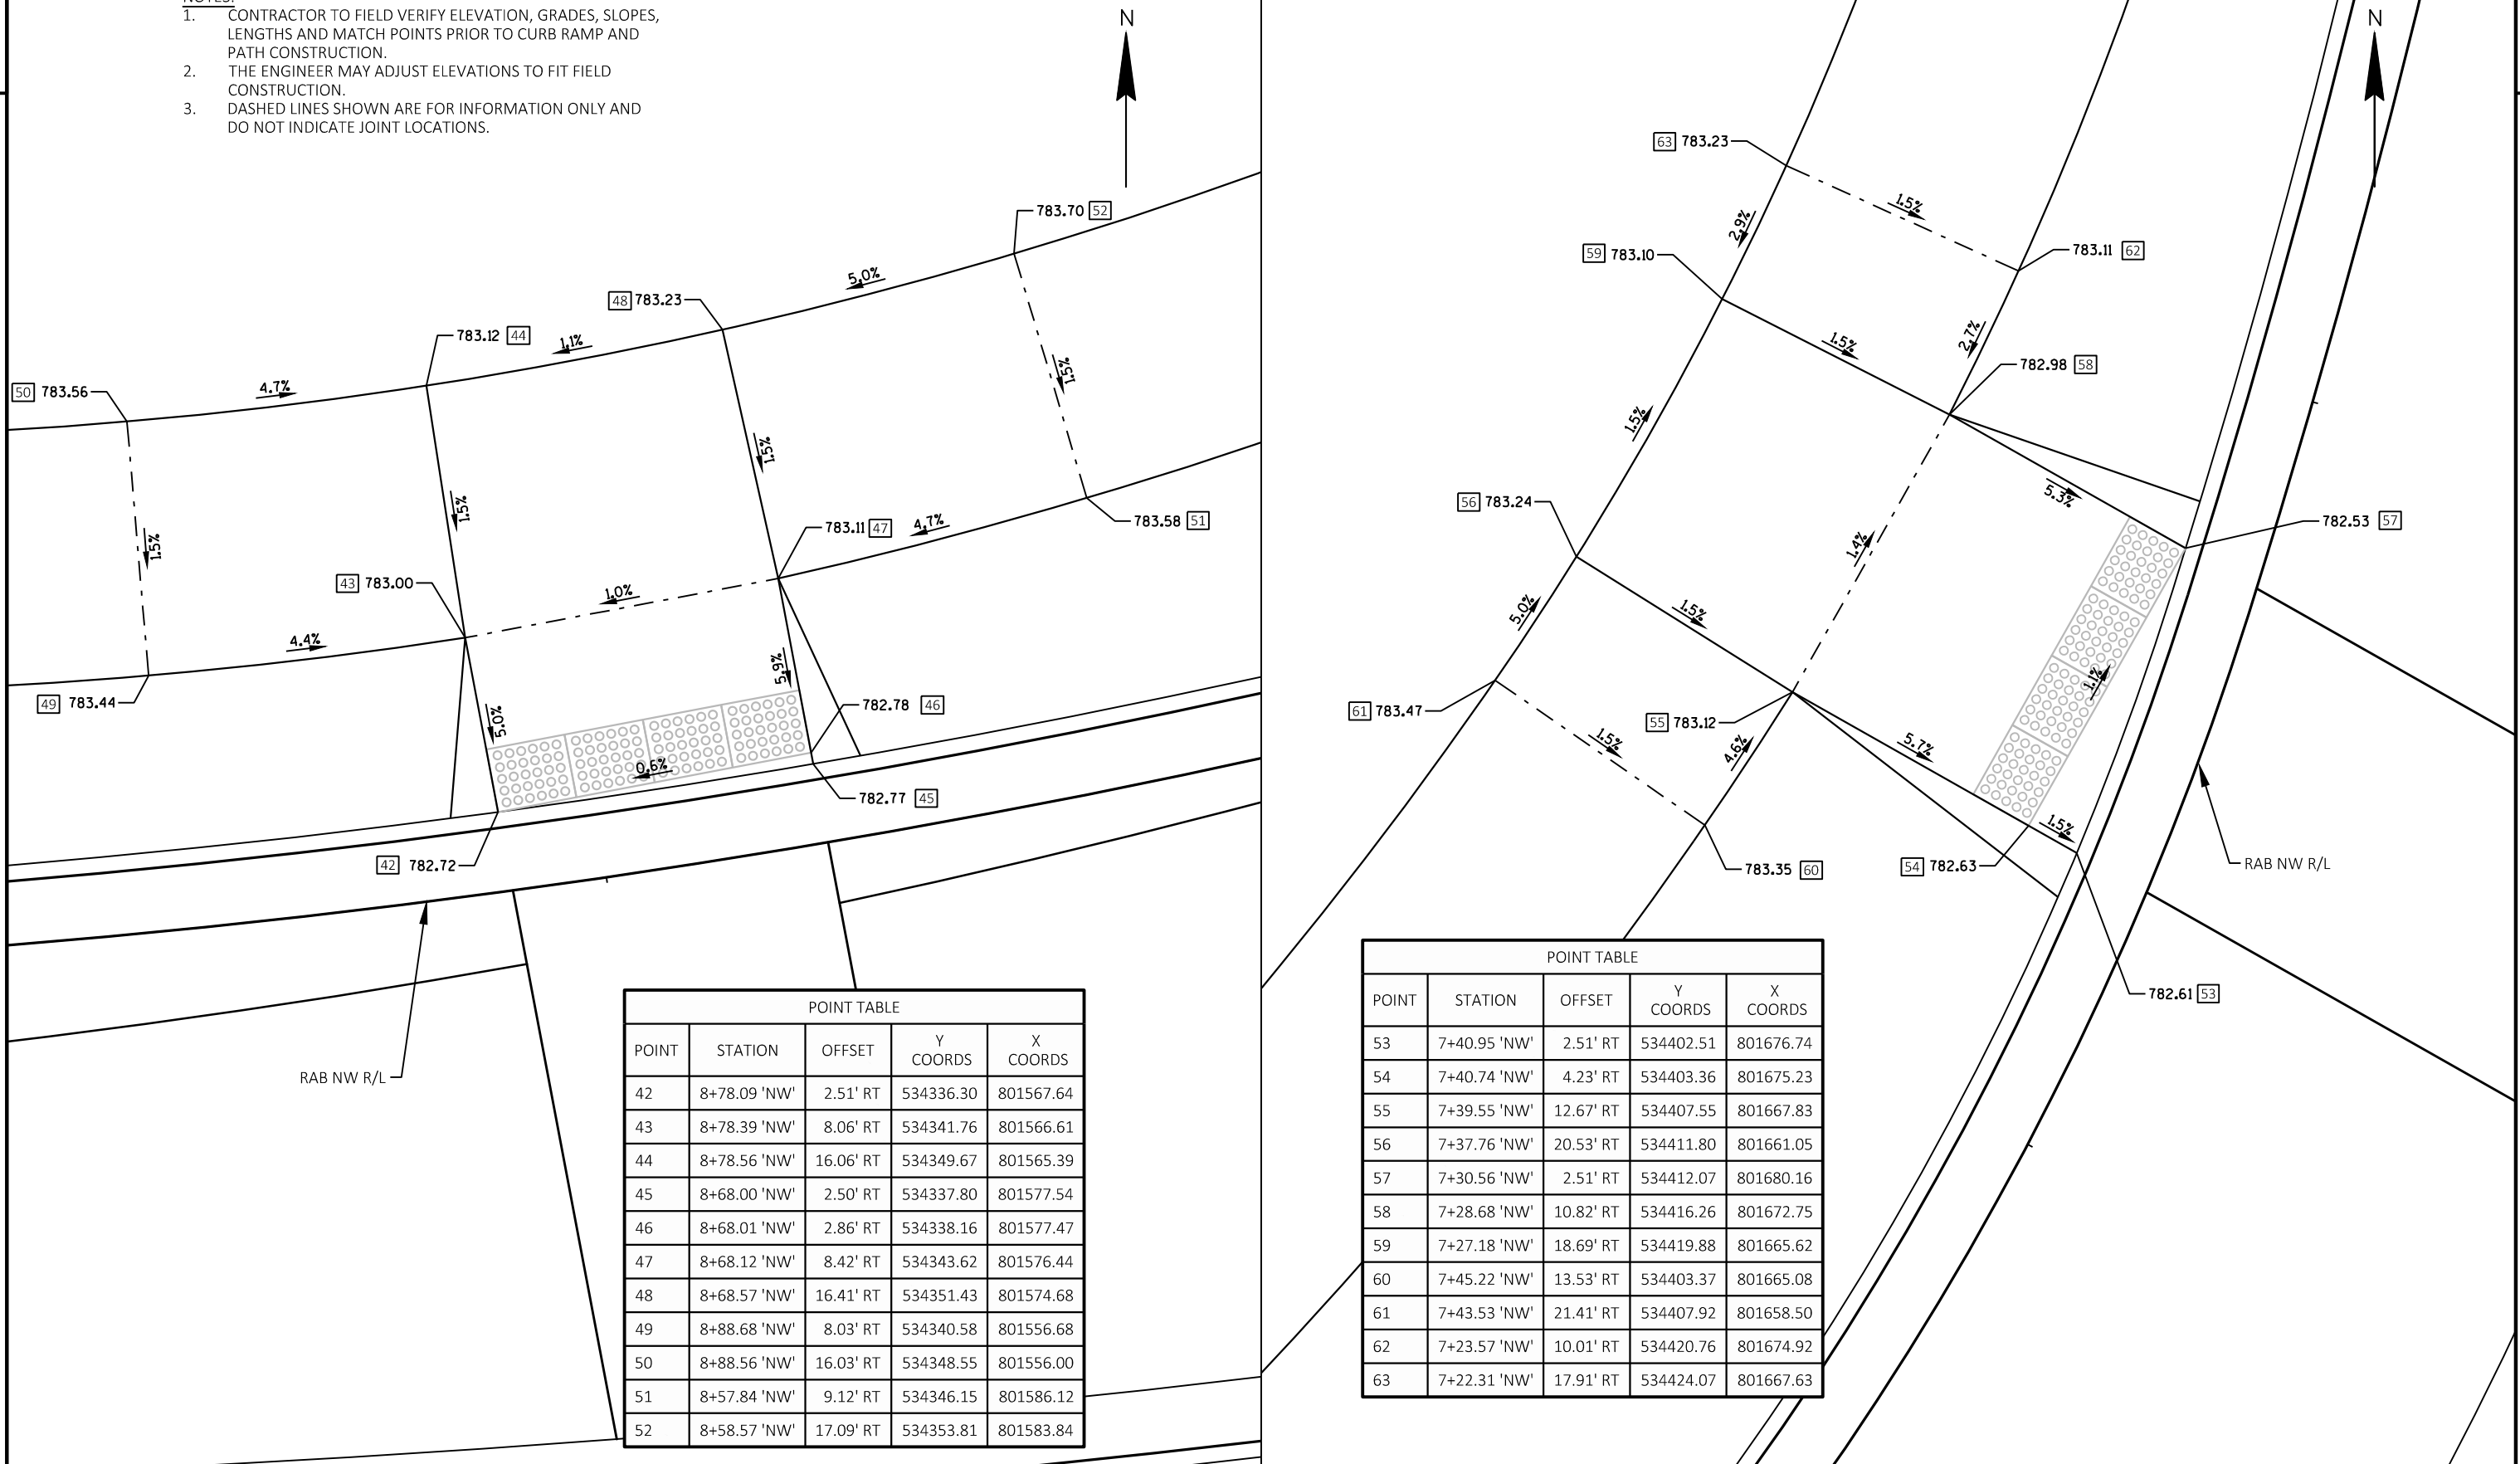 NOTES:
1. CONTRACTOR TO FIELD VERIFY ELEVATION, GRADES, SLOPES,
LENGTHS AND MATCH POINTS PRIOR TO CURB RAMP AND
PATH CONSTRUCTION.
2. THE ENGINEER MAY ADJUST ELEVATIONS TO FIT FIELD
CONSTRUCTION.
3. DASHED LINES SHOWN ARE FOR INFORMATION ONLY AND
DO NOT INDICATE JOINT LOCATIONS.
N
783.70 52
5.0%
48 783.23
783.12 44
1.1%
50 783.56
4.7%
1.5%
1.5%
1.5%
1.5%
783.11 47
4.7%
783.58 51
43 783.00
1.0%
4.4%
49 783.44
5.9%
5.0%
782.78 46
0.6%
782.77 45
42 782.72
RAB NW R/L
POINT TABLE
POINT STATION OFFSET Y COORDS X COORDS
42 8+78.09 'NW' 2.51' RT 534336.30 801567.64
43 8+78.39 'NW' 8.06' RT 534341.76 801566.61
44 8+78.56 'NW' 16.06' RT 534349.67 801565.39
45 8+68.00 'NW' 2.50' RT 534337.80 801577.54
46 8+68.01 'NW' 2.86' RT 534338.16 801577.47
47 8+68.12 'NW' 8.42' RT 534343.62 801576.44
48 8+68.57 'NW' 16.41' RT 534351.43 801574.68
49 8+88.68 'NW' 8.03' RT 534340.58 801556.68
50 8+88.56 'NW' 16.03' RT 534348.55 801556.00
51 8+57.84 'NW' 9.12' RT 534346.15 801586.12
52 8+58.57 'NW' 17.09' RT 534353.81 801583.84
N
63 783.23
1.5%
2.9%
59 783.10
783.11 62
2.7%
1.5%
782.98 58
1.5%
56 783.24
5.3%
782.53 57
1.4%
1.5%
5.0%
1.1%
61 783.47
55 783.12
1.5%
4.6%
5.7%
1.5%
783.35 60
54 782.63
RAB NW R/L
782.61 53
POINT TABLE
POINT STATION OFFSET Y COORDS X COORDS
53 7+40.95 'NW' 2.51' RT 534402.51 801676.74
54 7+40.74 'NW' 4.23' RT 534403.36 801675.23
55 7+39.55 'NW' 12.67' RT 534407.55 801667.83
56 7+37.76 'NW' 20.53' RT 534411.80 801661.05
57 7+30.56 'NW' 2.51' RT 534412.07 801680.16
58 7+28.68 'NW' 10.82' RT 534416.26 801672.75
59 7+27.18 'NW' 18.69' RT 534419.88 801665.62
60 7+45.22 'NW' 13.53' RT 534403.37 801665.08
61 7+43.53 'NW' 21.41' RT 534407.92 801658.50
62 7+23.57 'NW' 10.01' RT 534420.76 801674.92
63 7+22.31 'NW' 17.91' RT 534424.07 801667.63